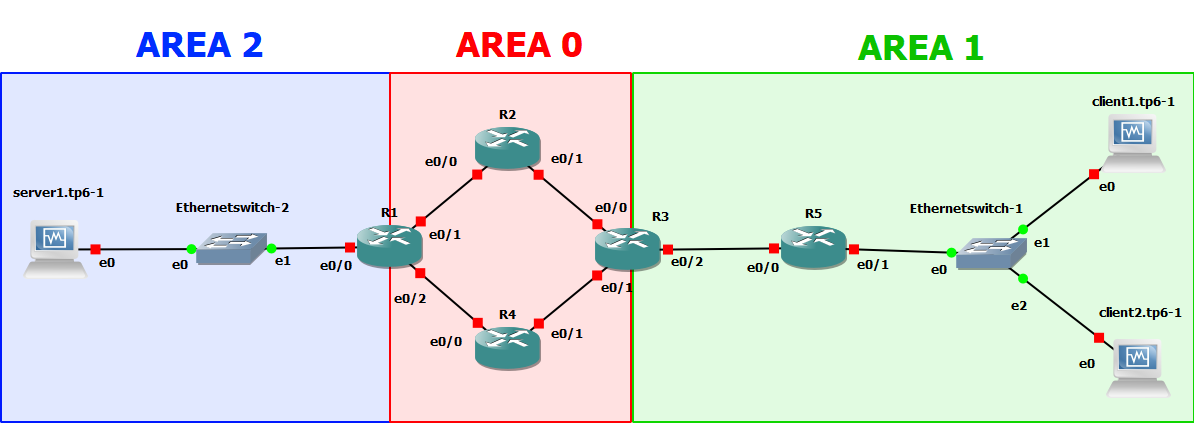 AREA 2
AREA 0
AREA 1
client1.tp6-1
R2
e0/0
e0/1
e0
server1.tp6-1
Ethernetswitch-2
R1
e0/0
R3
R5
Ethernetswitch-1
e0/1
e0
e0
e1
e0/0
e0/2
e0/0
e0/1
e0
e1
e0/2
e0/1
R4
e0/0
e0/1
e2
client2.tp6-1
e0